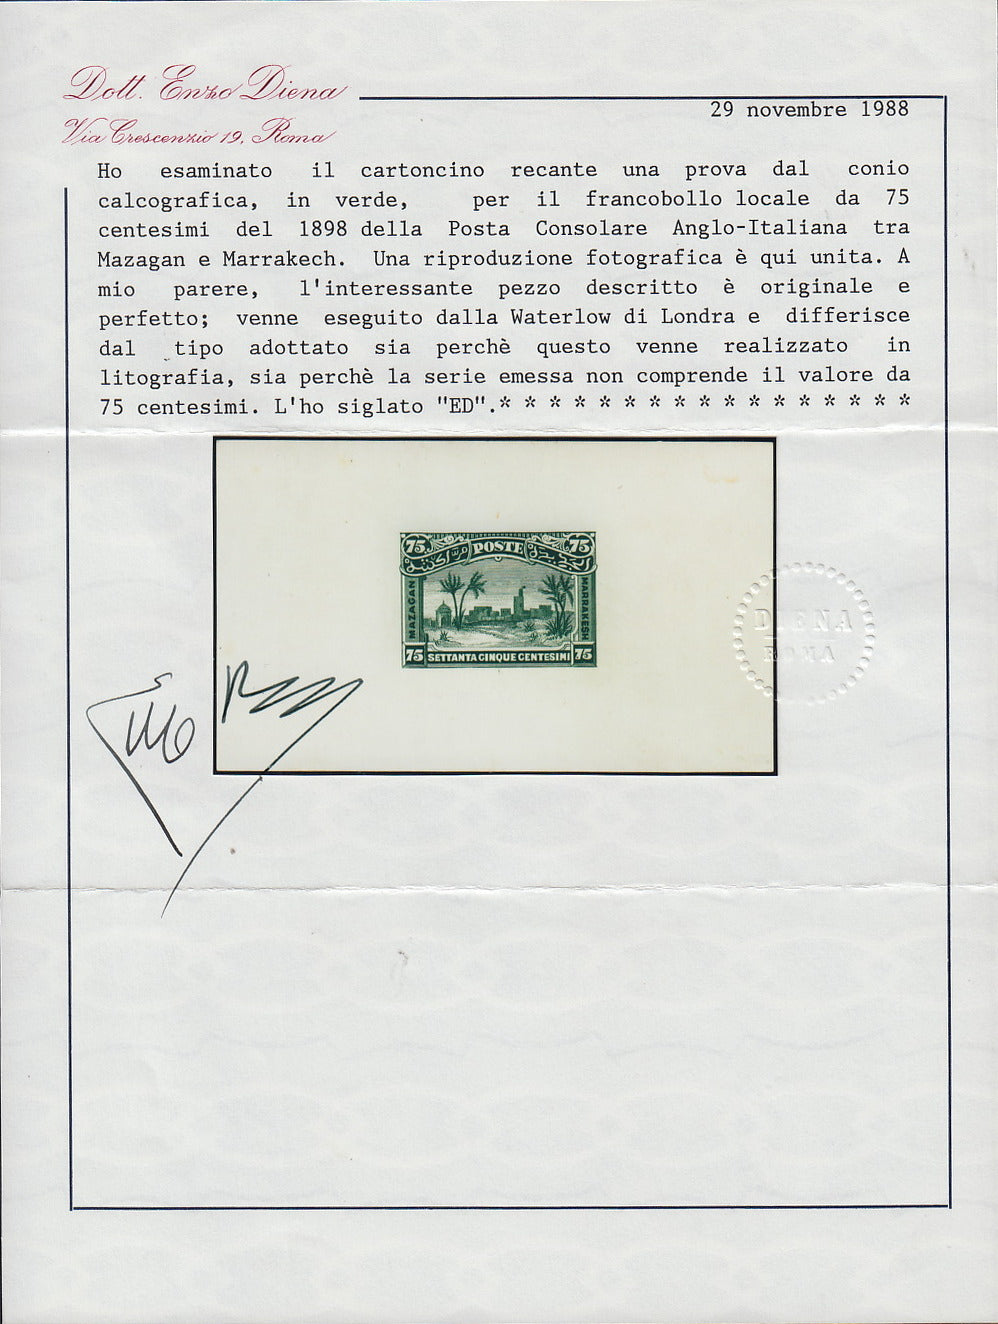 Dott. Enzo Diena
Via Crescenzio 19, Roma
29 novembre 1988
Ho esaminato il cartoncino recante una prova dal conio
calcografica, in verde, per il francobollo locale da 75
centesimi del 1898 della Posta Consolare Anglo-Italiana tra
Mazagan e Marrakech. Una riproduzione fotografica è qui unita. A
mio parere, l'interessante pezzo descritto è originale e
perfetto; venne eseguito dalla Waterlow di Londra e differisce
dal tipo adottato sia perchè questo venne realizzato in
litografia, sia perchè la serie emessa non comprende il valore da
75 centesimi. L'ho siglato "ED".* * * * * * * * * * * * * * * * *
75 POSTE 75
MAZAGAN
MARRAKESH
75 SETTANTA CINQUE CENTESIMI 75
DIENA
ROMA